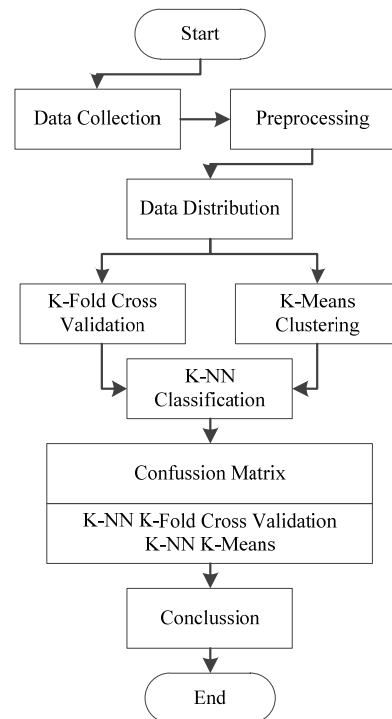 Start
Data Collection
Preprocessing
Data Distribution
K-Fold Cross
Validation
K-Means
Clustering
K-NN
Classification
Confussion Matrix
K-NN K-Fold Cross Validation
K-NN K-Means
Conclussion
End